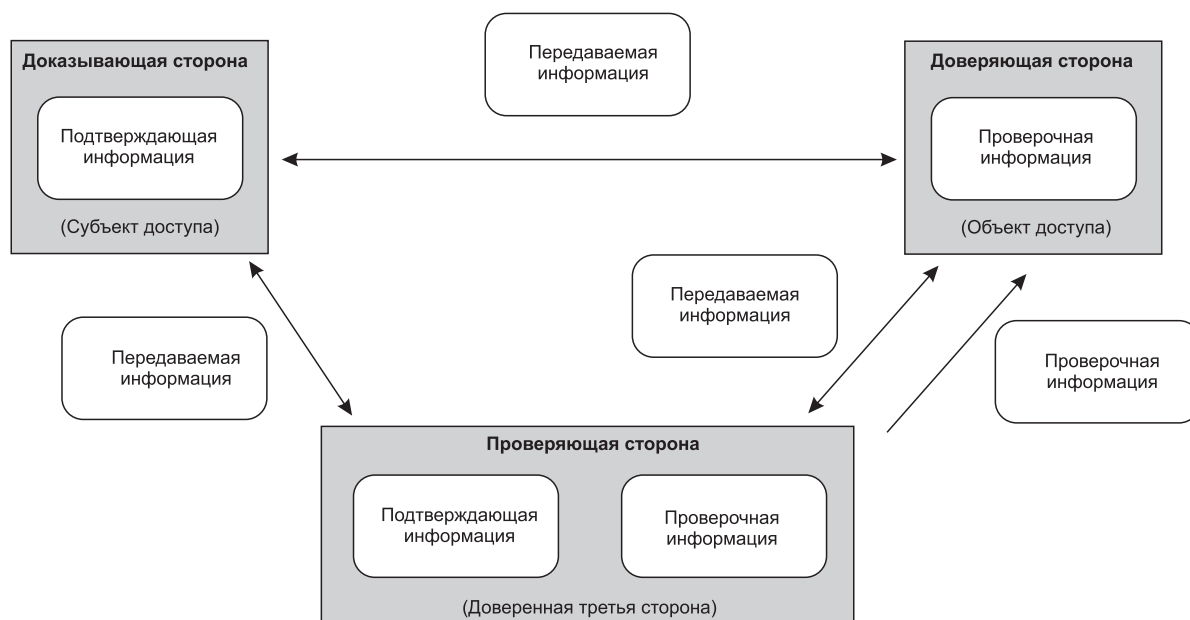 Передаваемая
информация
Доказывающая сторона
Подтверждающая
информация
(Субъект доступа)
Доверяющая сторона
Проверочная
информация
(Объект доступа)
Передаваемая
информация
Передаваемая
информация
Проверочная
информация
Проверяющая сторона
Подтверждающая
информация
Проверочная
информация
(Доверенная третья сторона)